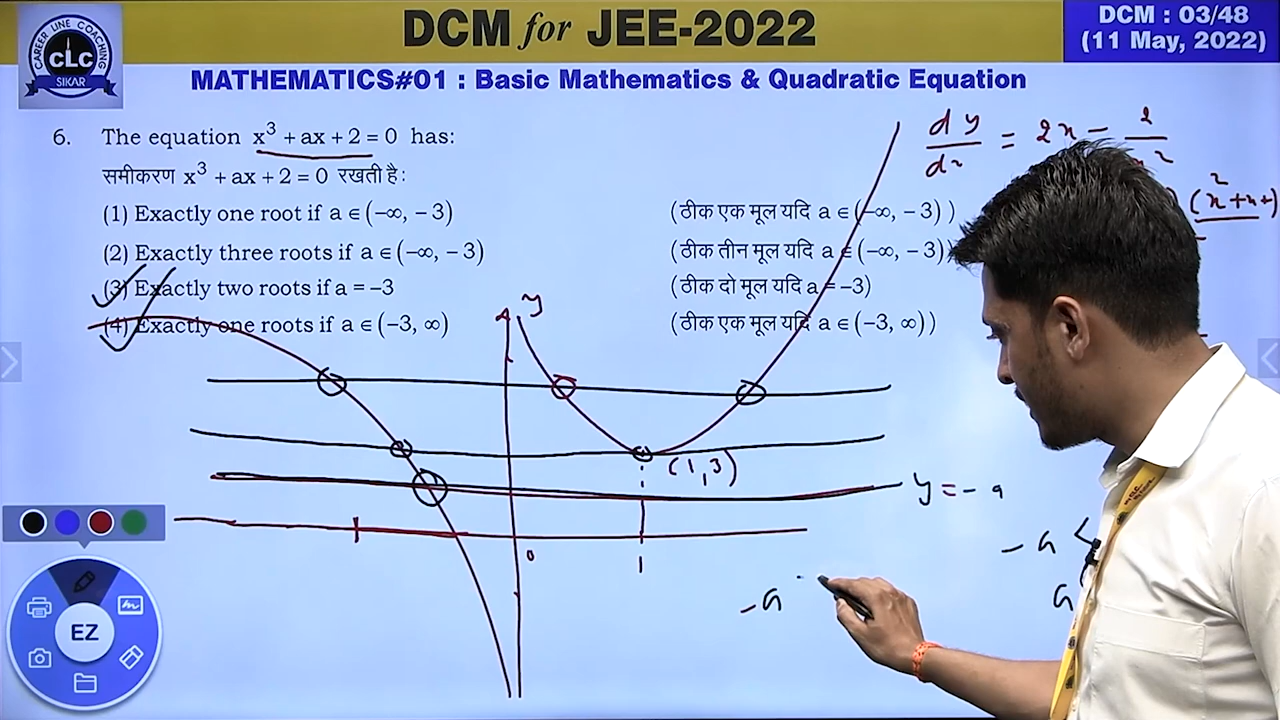 CAREER LINE COACHING
CLC
SIKAR
DCM for JEE-2022
DCM : 03/48
(11 May, 2022)
MATHEMATICS#01 : Basic Mathematics & Quadratic Equation
6. The equation x³ + ax + 2 = 0 has:
समीकरण x³ + ax + 2 = 0 रखती है :
(1) Exactly one root if a ∈ (−∞, −3) (ठीक एक मूल यदि a ∈ (−∞, −3) )
(2) Exactly three roots if a ∈ (−∞, −3) (ठीक तीन मूल यदि a ∈ (−∞, −3))
(3) Exactly two roots if a = −3 (ठीक दो मूल यदि a = −3)
(4) Exactly one roots if a ∈ (−3, ∞) (ठीक एक मूल यदि a ∈ (−3, ∞) )
dy/dx = 2x − 2
y
(1,3)
y = − a
− a <
0
1
− a
a
EZ